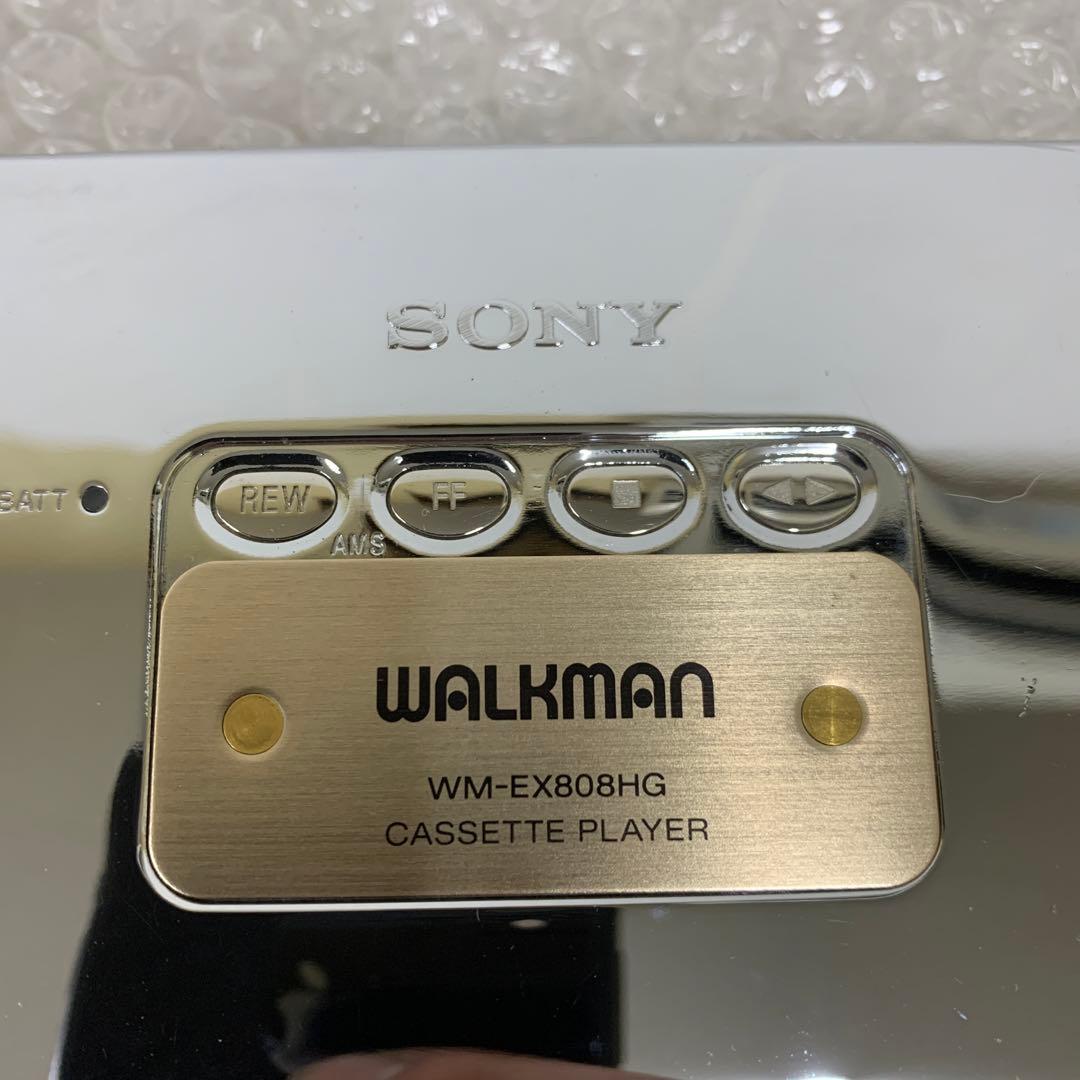 SONY
BATT
REW FF
AMS
WALKMAN
WM-EX808HG
CASSETTE PLAYER